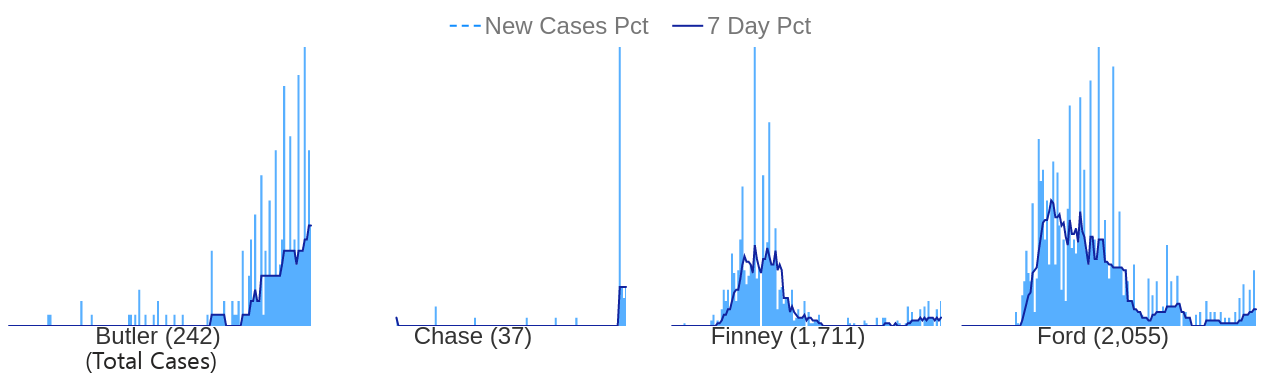 New Cases Pct 7 Day Pct
Butler (242) Chase (37) Finney (1,711) Ford (2,055)
(Total Cases)